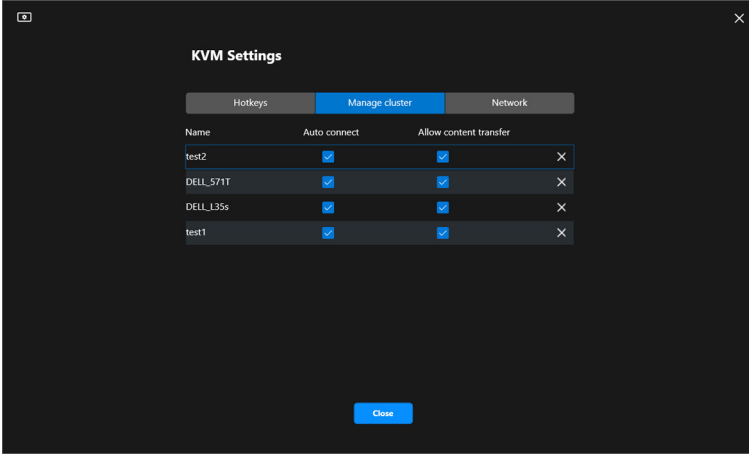 KVM Settings
Hotkeys Manage cluster Network
Name Auto connect Allow content transfer
test2
DELL_571T
DELL_L35s
test1
Close